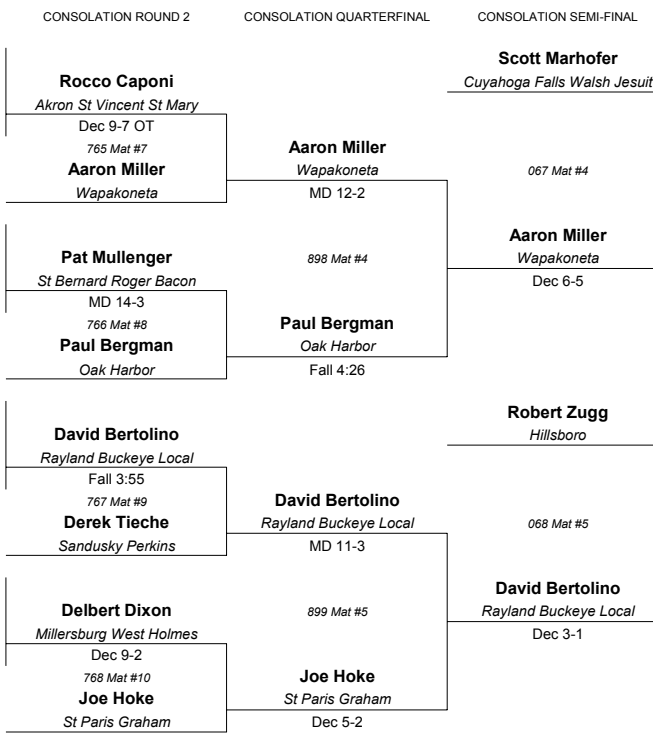 CONSOLATION ROUND 2
CONSOLATION QUARTERFINAL
CONSOLATION SEMI-FINAL
Rocco Caponi
Akron St Vincent St Mary
Dec 9-7 OT
765 Mat #7
Aaron Miller
Wapakoneta
Pat Mullenger
St Bernard Roger Bacon
MD 14-3
766 Mat #8
Paul Bergman
Oak Harbor
David Bertolino
Rayland Buckeye Local
Fall 3:55
767 Mat #9
Derek Tieche
Sandusky Perkins
Delbert Dixon
Millersburg West Holmes
Dec 9-2
768 Mat #10
Joe Hoke
St Paris Graham
Aaron Miller
Wapakoneta
MD 12-2
898 Mat #4
Paul Bergman
Oak Harbor
Fall 4:26
David Bertolino
Rayland Buckeye Local
MD 11-3
899 Mat #5
Joe Hoke
St Paris Graham
Dec 5-2
Scott Marhofer
Cuyahoga Falls Walsh Jesuit
067 Mat #4
Aaron Miller
Wapakoneta
Dec 6-5
Robert Zugg
Hillsboro
068 Mat #5
David Bertolino
Rayland Buckeye Local
Dec 3-1